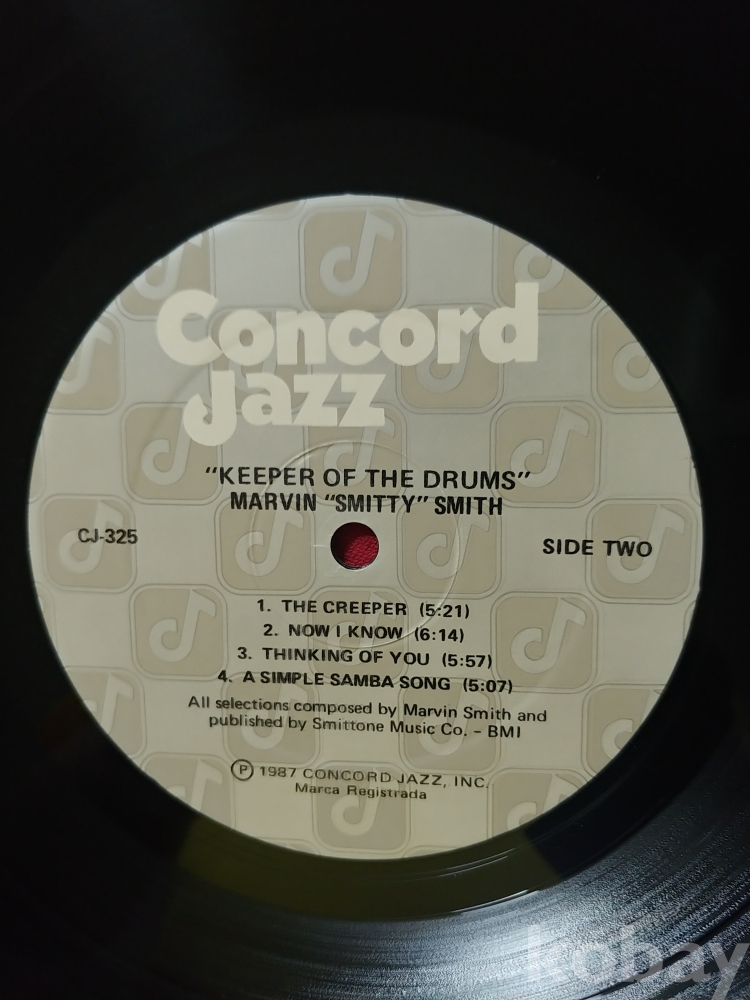 Concord
Jazz
"KEEPER OF THE DRUMS"
MARVIN "SMITTY" SMITH
CJ-325
SIDE TWO
1. THE CREEPER (5:21)
2. NOW I KNOW (6:14)
3. THINKING OF YOU (5:57)
4. A SIMPLE SAMBA SONG (5:07)
All selections composed by Marvin Smith and
published by Smittone Music Co. – BMI
Ⓟ 1987 CONCORD JAZZ, INC.
Marca Registrada
kobay